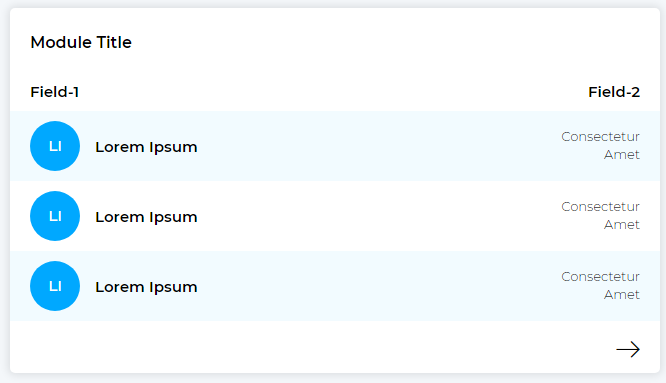 Module Title
Field-1 Field-2
LI Lorem Ipsum Consectetur
Amet
LI Lorem Ipsum Consectetur
Amet
LI Lorem Ipsum Consectetur
Amet